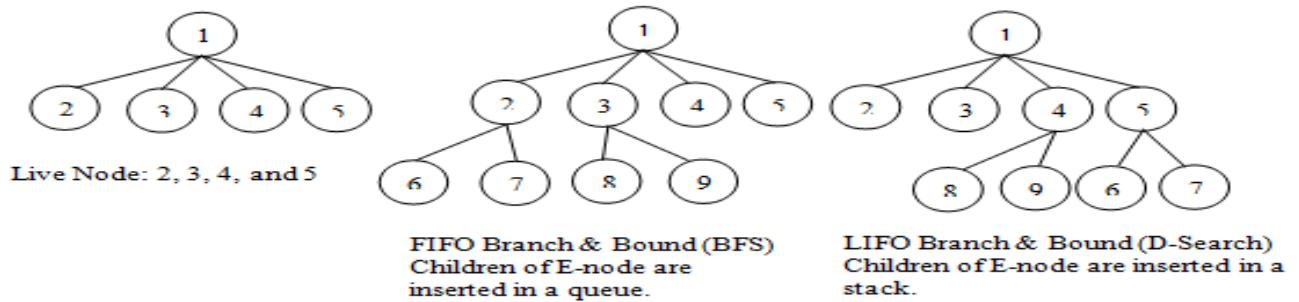 1
2 3 4 5
Live Node: 2, 3, 4, and 5
1
2 3 4 5
6 7 8 9
FIFO Branch & Bound (BFS)
Children of E-node are
inserted in a queue.
1
2 3 4 5
8 9 6 7
LIFO Branch & Bound (D-Search)
Children of E-node are inserted in a
stack.